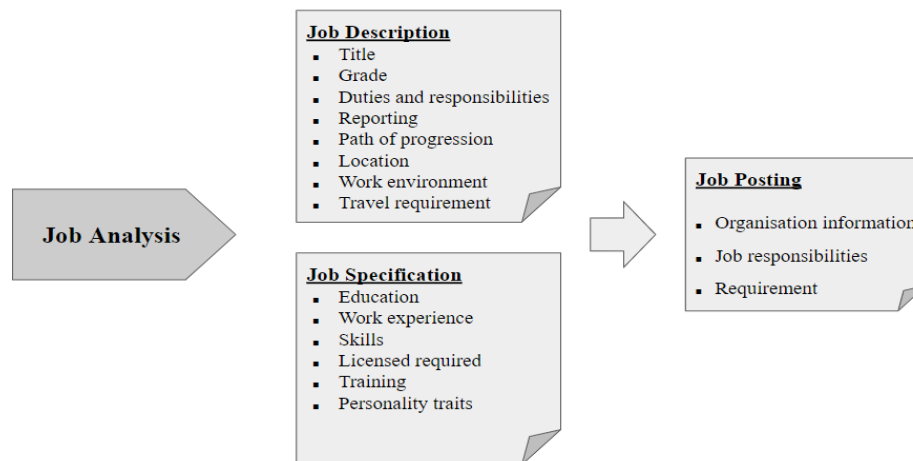 Job Analysis
Job Description
▪ Title
▪ Grade
▪ Duties and responsibilities
▪ Reporting
▪ Path of progression
▪ Location
▪ Work environment
▪ Travel requirement
Job Specification
▪ Education
▪ Work experience
▪ Skills
▪ Licensed required
▪ Training
▪ Personality traits
Job Posting
▪ Organisation information
▪ Job responsibilities
▪ Requirement